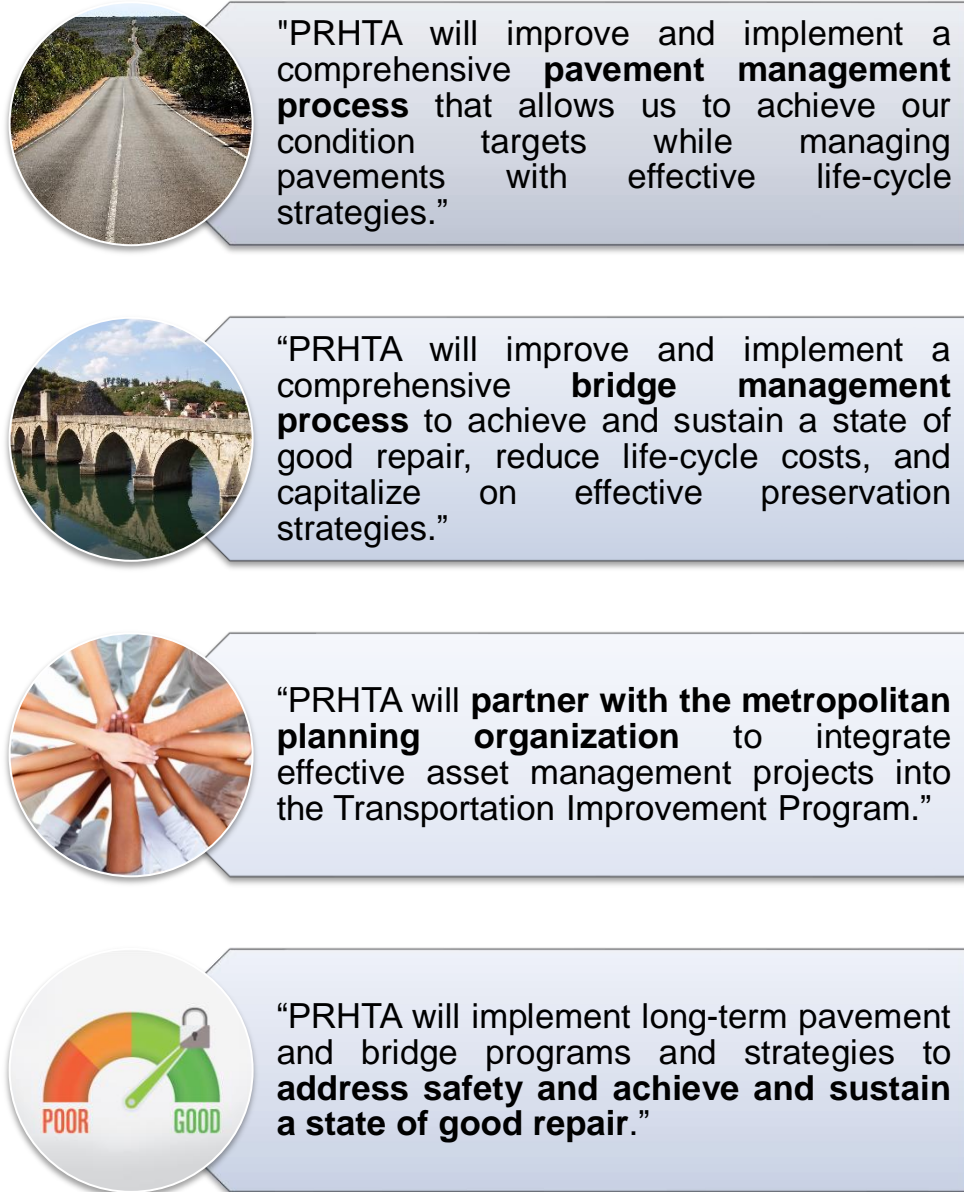 "PRHTA will improve and implement a
comprehensive pavement management
process that allows us to achieve our
condition targets while managing
pavements with effective life-cycle
strategies.”
“PRHTA will improve and implement a
comprehensive bridge management
process to achieve and sustain a state of
good repair, reduce life-cycle costs, and
capitalize on effective preservation
strategies.”
“PRHTA will partner with the metropolitan
planning organization to integrate
effective asset management projects into
the Transportation Improvement Program.”
“PRHTA will implement long-term pavement
and bridge programs and strategies to
address safety and achieve and sustain
a state of good repair.”
POOR GOOD